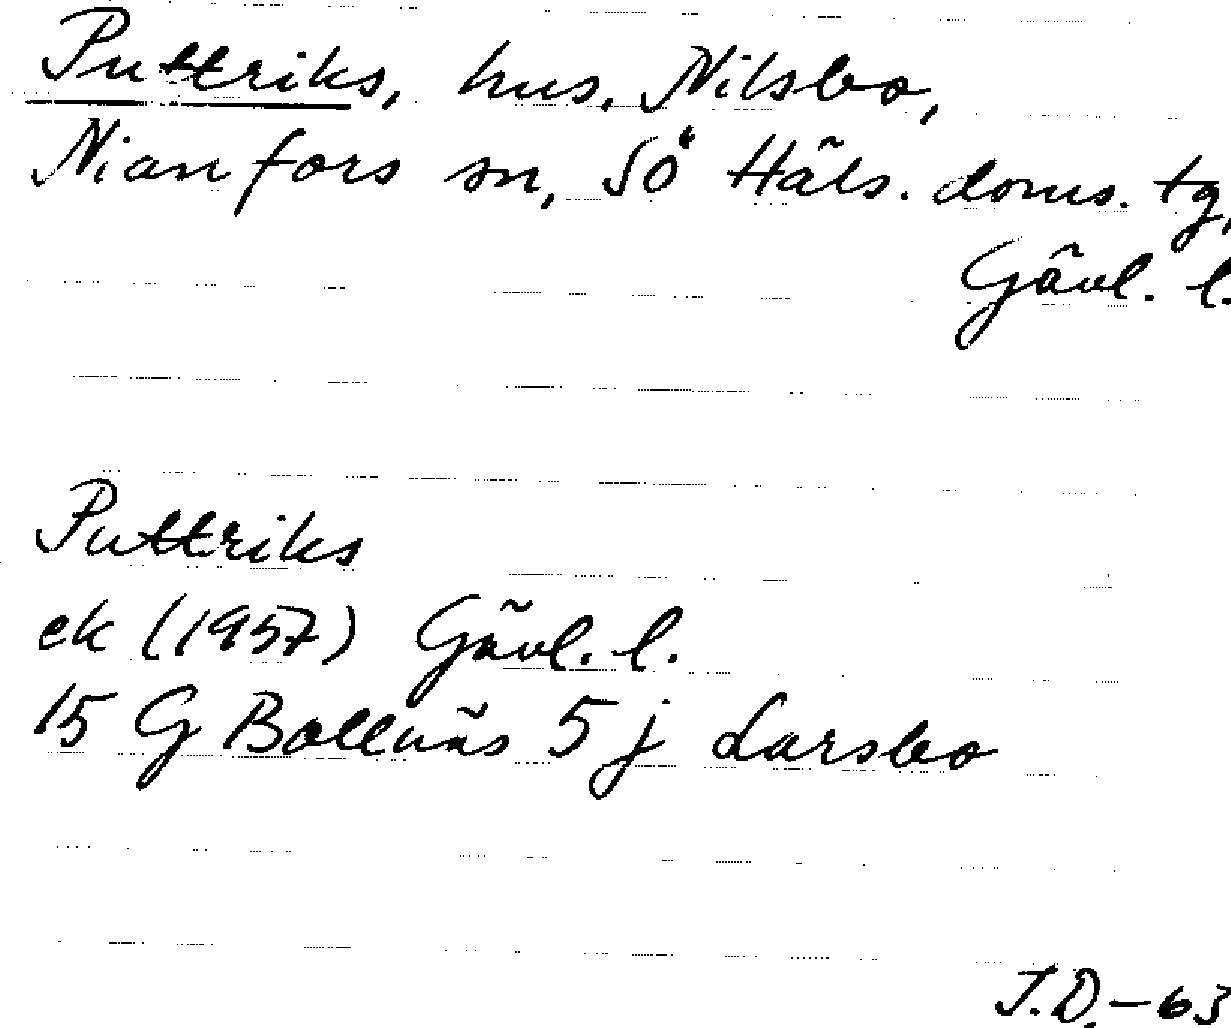 Puttriks, hus, Nilsbo,
Nianfors sn, Sö Häls. doms. tg,
Gävl. l.
Puttriks
ek (1957) Gävl. l.
15 G Bollnäs 5 j Larsbo
J.D.-63